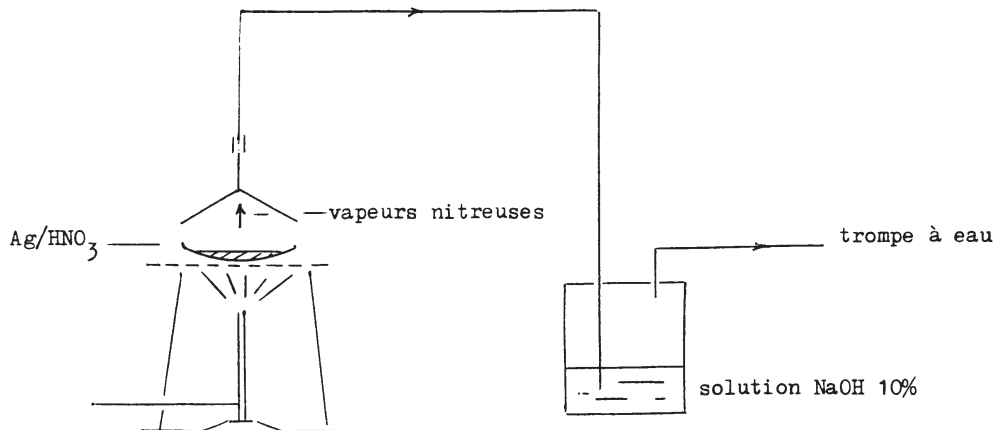 vapeurs nitreuses
Ag/HNO₃
trompe à eau
solution NaOH 10%